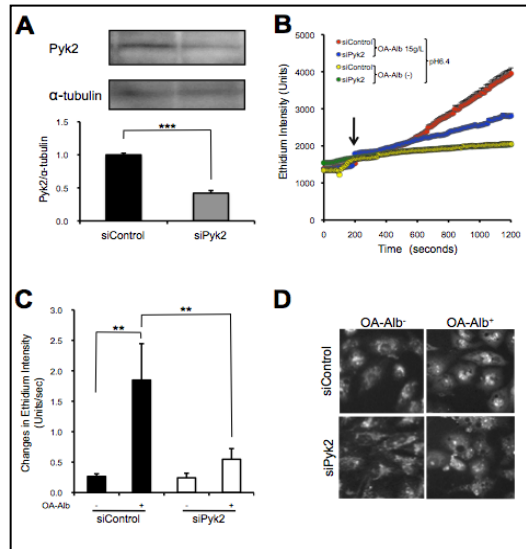 A
Pyk2
α-tubulin
Pyk2/α-tubulin
1.5
1.0
0.5
0.0
***
siControl
siPyk2
B
Ethidium Intensity (Units)
5000
4000
3000
2000
1000
0
siControl
siPyk2
OA-Alb 15g/L
siControl
siPyk2
OA-Alb (-)
pH6.4
0 200 400 600 800 1000 1200
Time (seconds)
C
Changes in Ethidium Intensity
(Units/sec)
3.0
2.5
2.0
1.5
1.0
0.5
0.0
**
**
OA-Alb - + - +
siControl siPyk2
D
OA-Alb⁻ OA-Alb⁺
siControl
siPyk2